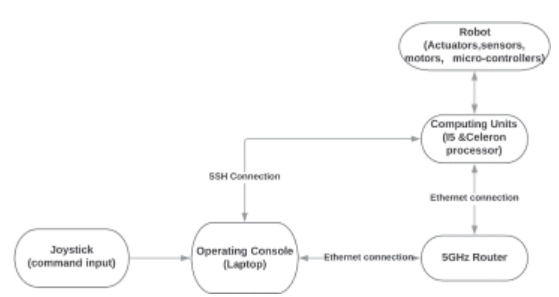 Robot
(Actuators,sensors,
motors, micro-controllers)
Computing Units
(I5 &Celeron
processor)
SSH Connection
Ethernet connection
Joystick
(command input)
Operating Console
(Laptop)
Ethernet connection
5GHz Router